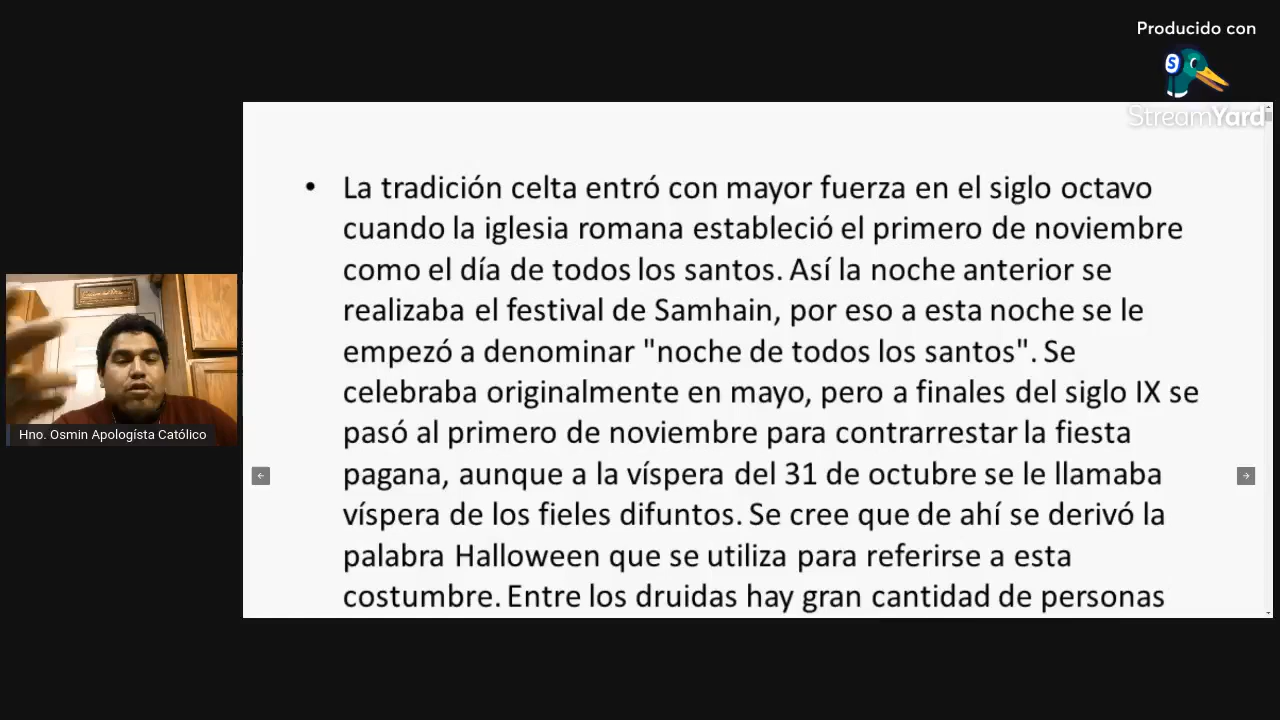 Producido con
S
StreamYard
• La tradición celta entró con mayor fuerza en el siglo octavo
cuando la iglesia romana estableció el primero de noviembre
como el día de todos los santos. Así la noche anterior se
realizaba el festival de Samhain, por eso a esta noche se le
empezó a denominar "noche de todos los santos". Se
celebraba originalmente en mayo, pero a finales del siglo IX se
pasó al primero de noviembre para contrarrestar la fiesta
pagana, aunque a la víspera del 31 de octubre se le llamaba
víspera de los fieles difuntos. Se cree que de ahí se derivó la
palabra Halloween que se utiliza para referirse a esta
costumbre. Entre los druidas hay gran cantidad de personas
Hno. Osmin Apologísta Católico